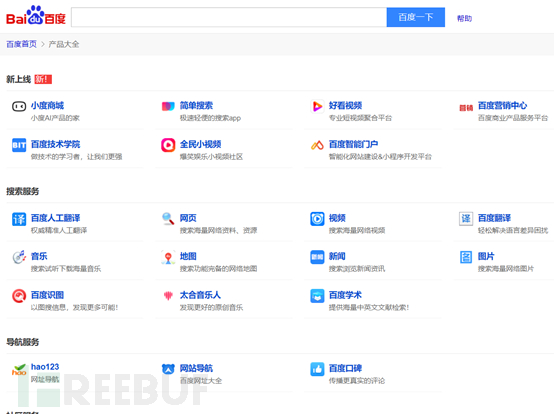 Bai du 百度
百度一下
帮助
百度首页 > 产品大全
新上线 新!
小度商城
小度AI产品的家
简单搜索
极速轻便的搜索app
好看视频
专业短视频聚合平台
营销
百度营销中心
百度商业产品服务平台
BIT
百度技术学院
做技术的学习者，让我们更强
全民小视频
爆笑娱乐小视频社区
百度智能门户
智能化网站建设&小程序开发平台
搜索服务
译
百度人工翻译
权威精准人工翻译
网页
搜索海量网络资料、资源
视频
搜索海量网络视频
译
百度翻译
轻松解决语言差异困扰
音乐
搜索试听下载海量音乐
地图
搜索功能完备的网络地图
新闻
新闻
搜索浏览新闻资讯
图片
搜索海量网络图片
百度识图
以图搜信息，发现更多可能！
太合音乐人
发现更好的原创音乐
百度学术
提供海量中英文文献检索！
导航服务
hao
hao123
网址导航
网站导航
百度网址大全
百度口碑
传播更真实的评论
FREEBUF